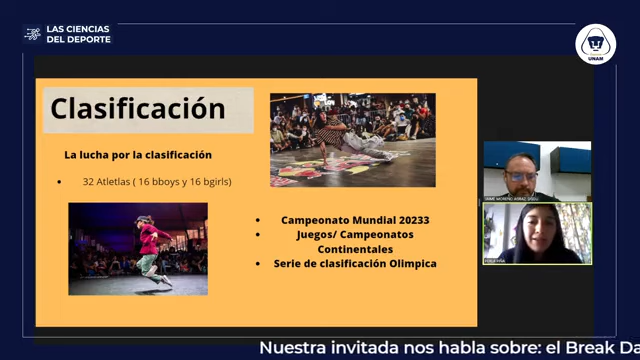 LAS CIENCIAS
DEL DEPORTE
UNAM
Clasificación
La lucha por la clasificación
• 32 Atletlas ( 16 bboys y 16 bgirls)
• Campeonato Mundial 20233
• Juegos/ Campeonatos
Continentales
• Serie de clasificación Olimpica
Nuestra invitada nos habla sobre: el Break Da